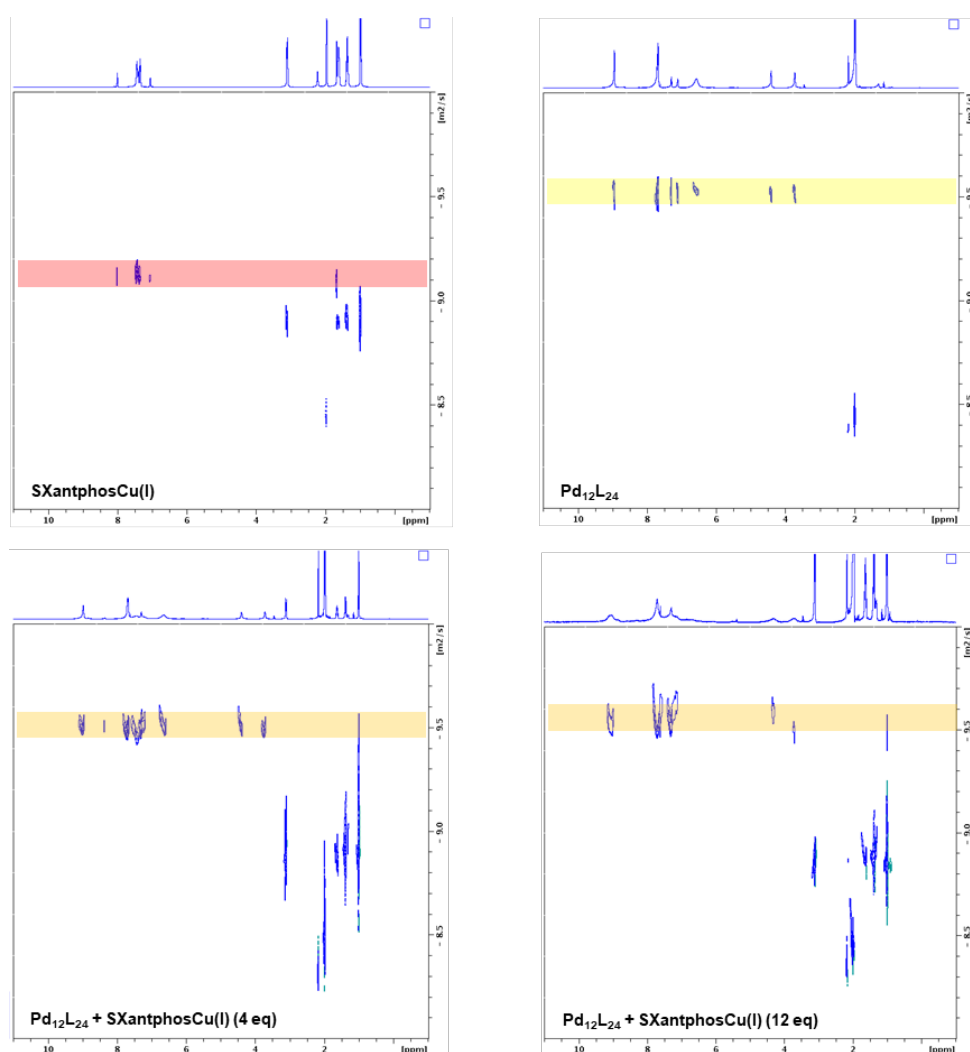 [m2/s]
- 9.5
- 9.0
- 8.5
SXantphosCu(I)
10 8 6 4 2 [ppm]
[m2/s]
- 9.5
- 9.0
- 8.5
Pd₁₂L₂₄
10 8 6 4 2 [ppm]
[m2/s]
- 9.5
- 9.0
- 8.5
Pd₁₂L₂₄ + SXantphosCu(I) (4 eq)
10 8 6 4 2 [ppm]
[m2/s]
- 9.5
- 9.0
- 8.5
Pd₁₂L₂₄ + SXantphosCu(I) (12 eq)
10 8 6 4 2 [ppm]